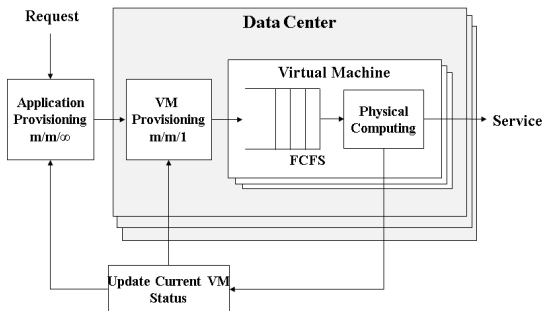 Request
Data Center
Application
Provisioning
m/m/∞
VM
Provisioning
m/m/1
Virtual Machine
FCFS
Physical
Computing
Service
Update Current VM
Status